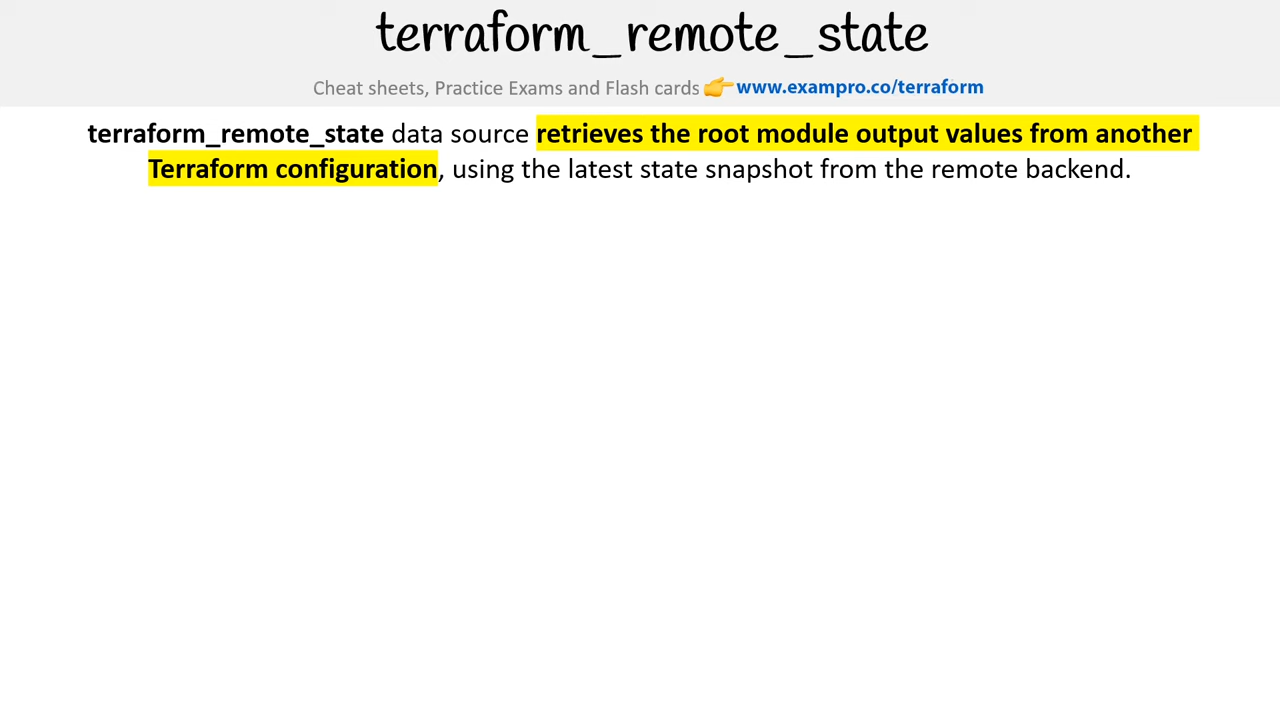 terraform_remote_state
Cheat sheets, Practice Exams and Flash cards 👉 www.exampro.co/terraform
terraform_remote_state data source retrieves the root module output values from another
Terraform configuration, using the latest state snapshot from the remote backend.